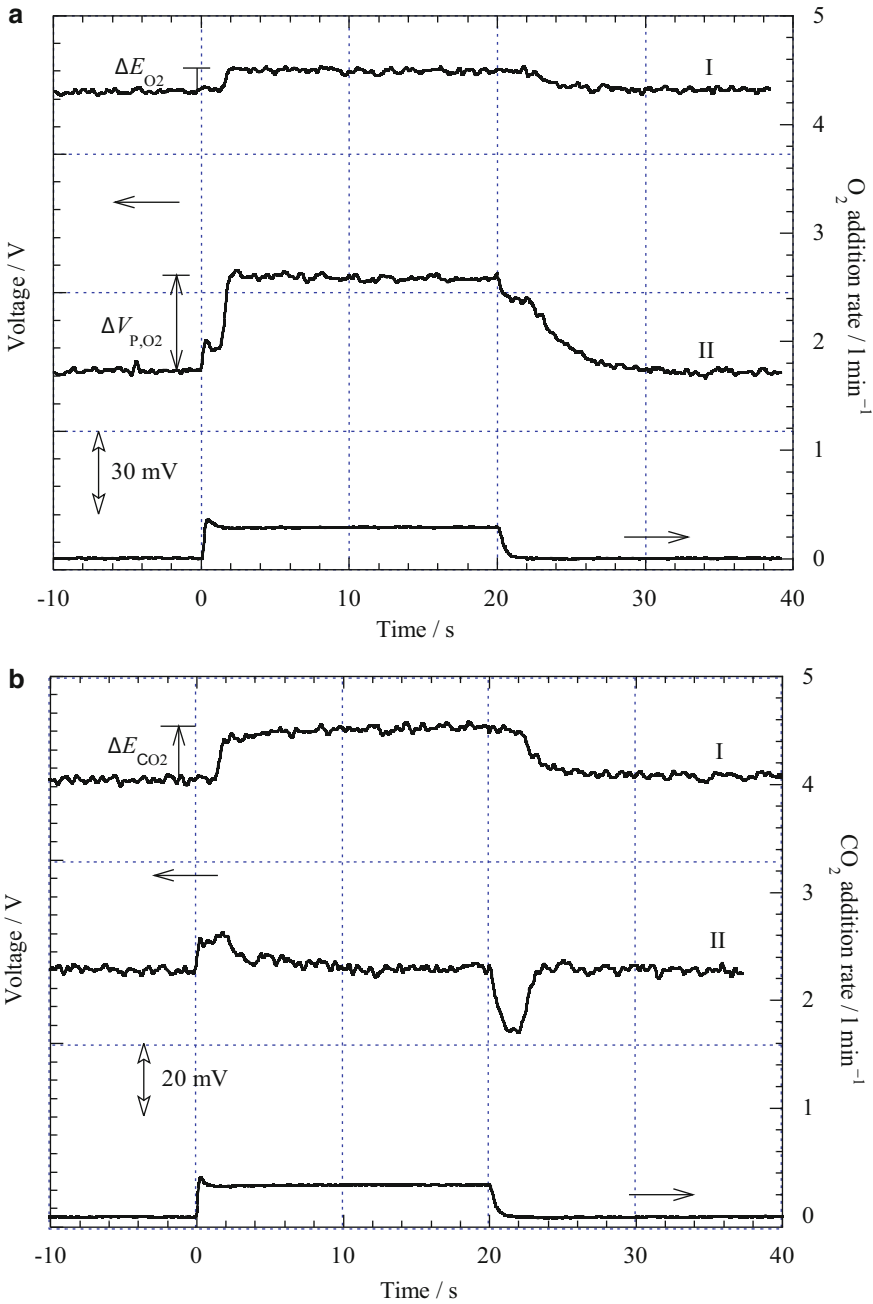 a
5
4
3
2
1
0
O₂ addition rate / l min⁻¹
Voltage / V
ΔE_O2
I
ΔV_P,O2
II
30 mV
-10 0 10 20 30 40
Time / s
b
5
4
3
2
1
0
CO₂ addition rate / l min⁻¹
Voltage / V
ΔE_CO2
I
II
20 mV
-10 0 10 20 30 40
Time / s